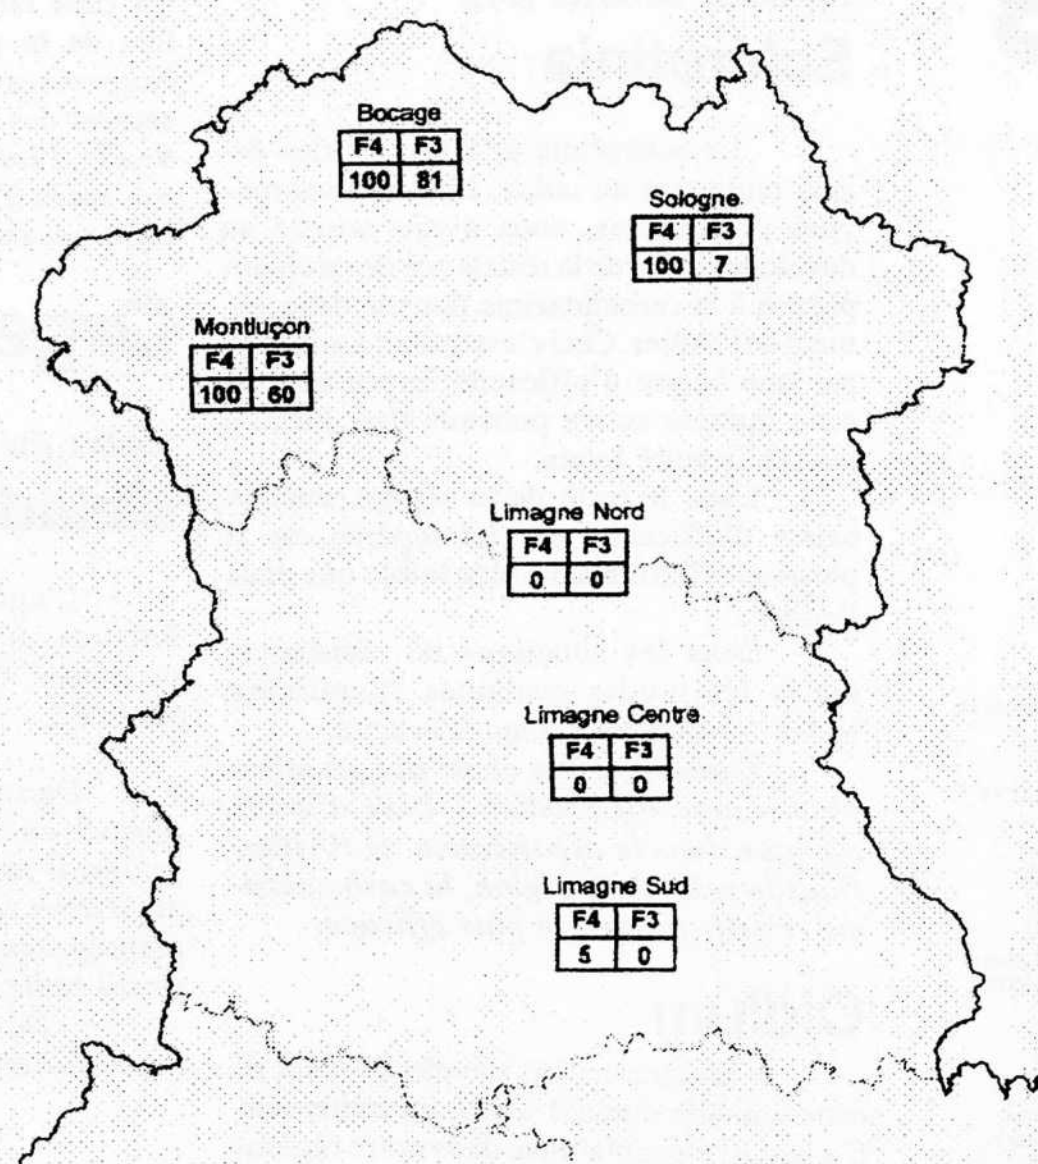 Bocage
F4 F3
100 81
Sologne
F4 F3
100 7
Montluçon
F4 F3
100 60
Limagne Nord
F4 F3
0 0
Limagne Centre
F4 F3
0 0
Limagne Sud
F4 F3
5 0